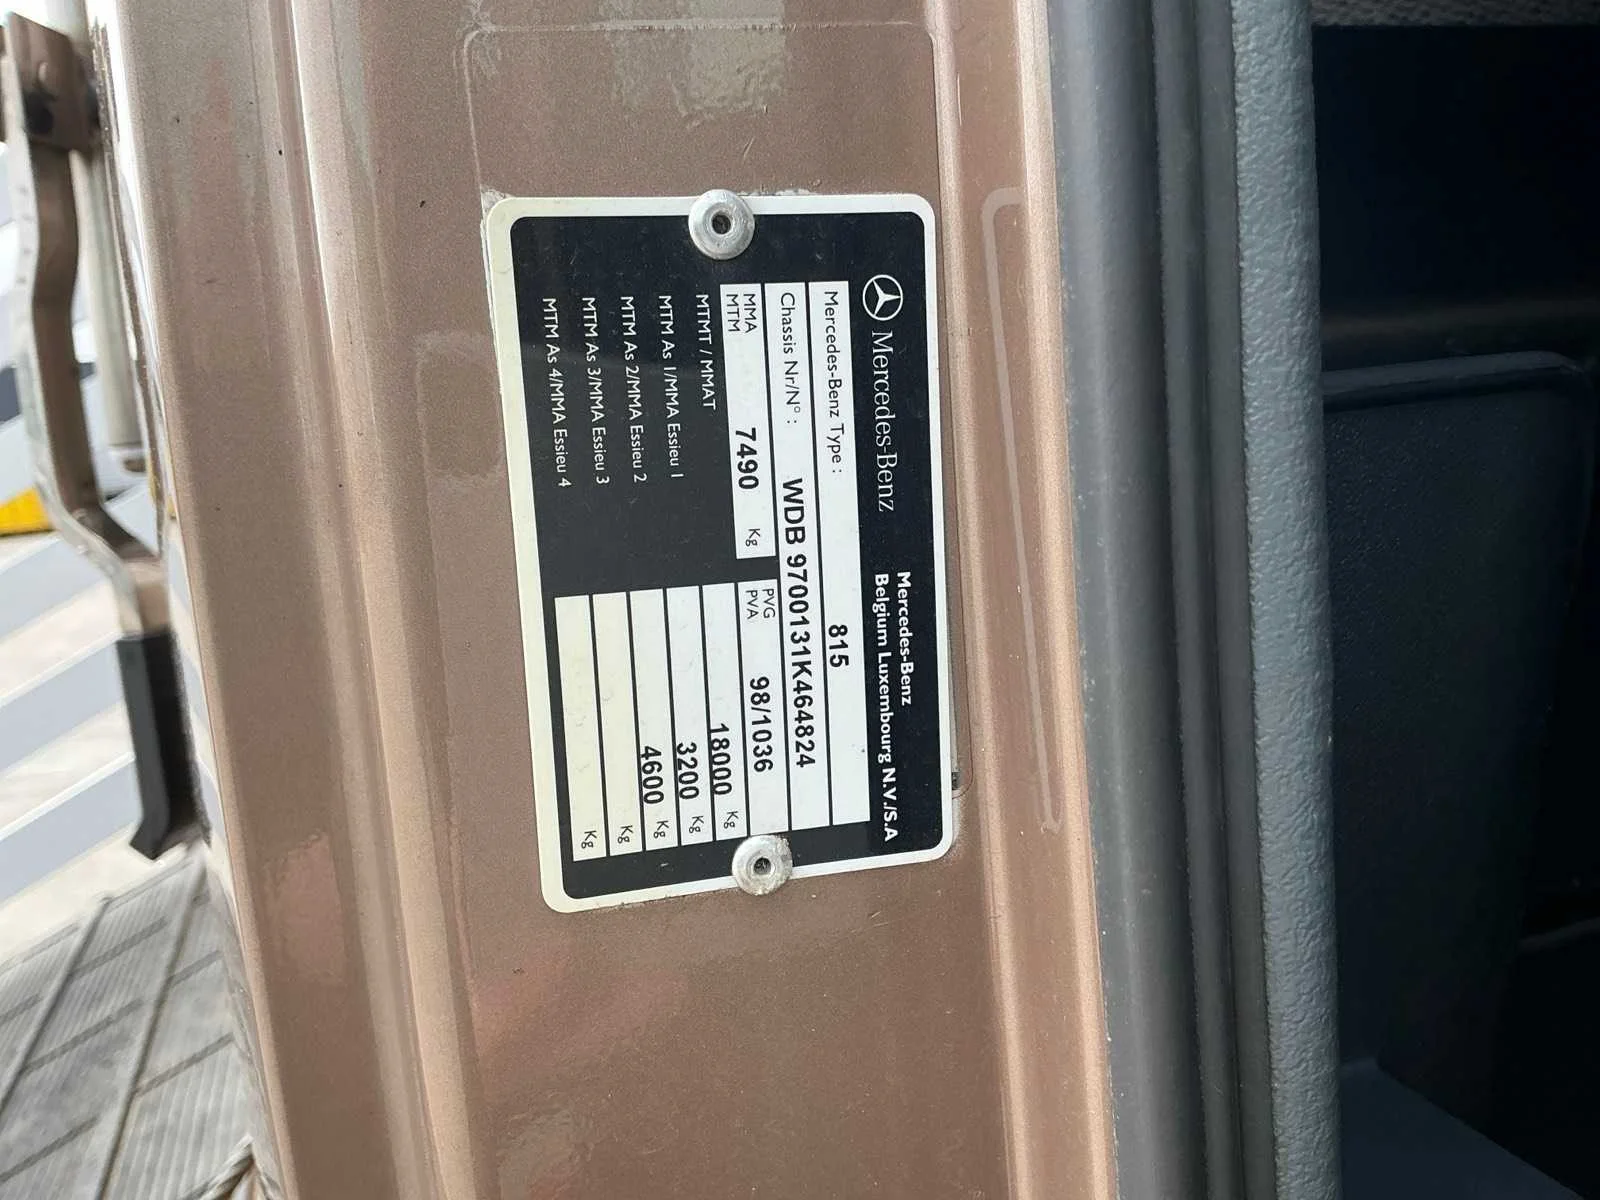 Mercedes-Benz
Mercedes-Benz
Belgium Luxembourg N.V./S.A
Mercedes-Benz Type : 815
Chassis Nr/N° : WDB 9700131K464824
MMA
MTM 7490 Kg
PVG
PVA 98/1036
MTMT / MMAT 18000 Kg
MTM As 1/MMA Essieu 1 3200 Kg
MTM As 2/MMA Essieu 2 4600 Kg
MTM As 3/MMA Essieu 3 Kg
MTM As 4/MMA Essieu 4 Kg